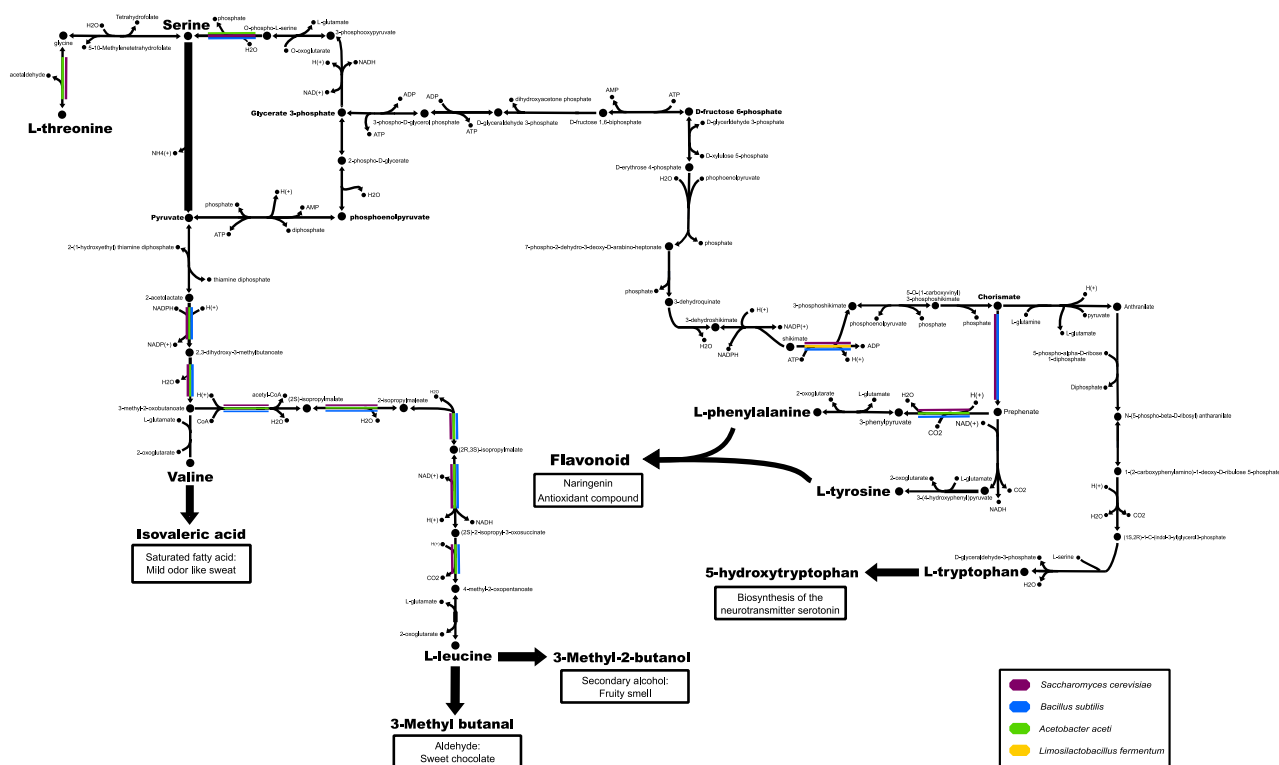 Tetrahydrofolate
H2O
glycine
5-10-Methylenetetrahydrofolate
Serine
phosphate
O-phospho-L-serine
H2O
L-glutamate
O-oxoglutarate
3-phosphooxypyruvate
acetaldehyde
L-threonine
H(+)
NADH
NAD(+)
Glycerate 3-phosphate
ADP
ATP
3-phospho-D-glycerol phosphate
ADP
ATP
D-glyceraldehyde 3-phosphate
dihydroxyacetone phosphate
D-fructose 1,6-biphosphate
AMP
ATP
D-fructose 6-phosphate
D-glyceraldehyde 3-phosphate
D-xylulose 5-phosphate
D-erythrose 4-phosphate
H2O
phophoenolpyruvate
phosphate
7-phospho-2-dehydro-3-deoxy-D-arabino-heptonate
NH4(+)
2-phospho-D-glycerate
H2O
Pyruvate
phosphate
H(+)
AMP
ATP
diphosphate
phosphoenolpyruvate
2-(1-hydroxyethyl) thiamine diphosphate
thiamine diphosphate
2-acetolactate
NADPH
H(+)
NADP(+)
2,3-dihydroxy-3-methylbutanoate
H2O
3-methyl-2-oxobutanoate
H(+)
acetyl-CoA
CoA
H2O
(2S)-isopropylmalate
H2O
2-isopropylmaleate
H2O
(2R,3S)-isopropylmalate
L-glutamate
2-oxoglutarate
Valine
Isovaleric acid
Saturated fatty acid:
Mild odor like sweat
NAD(+)
H(+)
NADH
(2S)-2-isopropyl-3-oxosuccinate
H(+)
CO2
4-methyl-2-oxopentanoate
L-glutamate
2-oxoglutarate
L-leucine
3-Methyl-2-butanol
Secondary alcohol:
Fruity smell
3-Methyl butanal
Aldehyde:
Sweet chocolate
phosphate
3-dehydroquinate
3-dehydroshikimate
H2O
H(+)
NADPH
NADP(+)
shikimate
ATP
ADP
H(+)
3-phosphoshikimate
phosphoenolpyruvate
5-O-(1-carboxyvinyl)
3-phosphoshikimate
phosphate
phosphate
Chorismate
H(+)
pyruvate
L-glutamine
L-glutamate
Anthranilate
5-phospho-alpha-D-ribose
1-diphosphate
Diphosphate
N-(5-phospho-beta-D-ribosyl) antharanilate
1-(2-carboxyphenylamino)-1-deoxy-D-ribulose 5-phosphate
H(+)
H2O
CO2
(1S,2R)-1-C-(indol-3-yl)glycerol3-phosphate
L-serine
D-glyceraldehyde-3-phosphate
H2O
L-tryptophan
5-hydroxytryptophan
Biosynthesis of the
neurotransmitter serotonin
Prephenate
H(+)
H2O
CO2
3-phenylpyruvate
L-glutamate
2-oxoglutarate
L-phenylalanine
NAD(+)
CO2
NADH
3-(4-hydroxyphenyl)pyruvate
L-glutamate
2-oxoglutarate
L-tyrosine
Flavonoid
Naringenin
Antioxidant compound
Saccharomyces cerevisiae
Bacillus subtilis
Acetobacter aceti
Limosilactobacillus fermentum